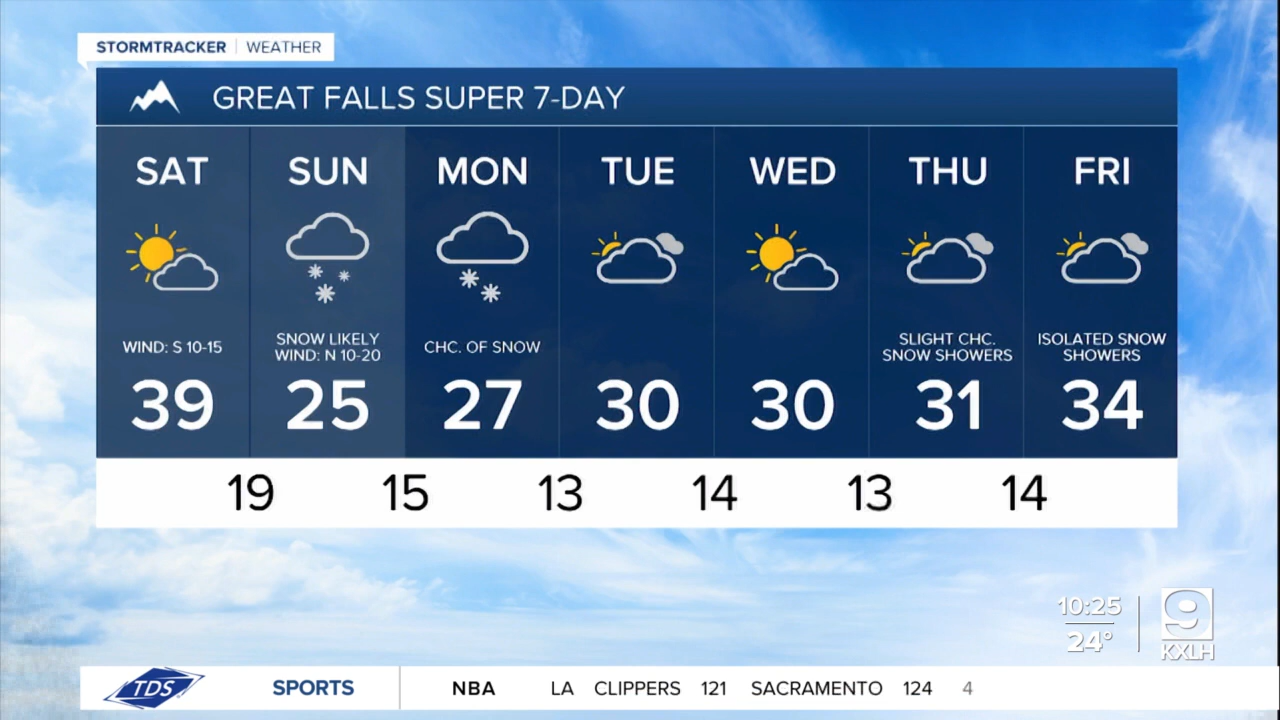 STORMTRACKER | WEATHER
GREAT FALLS SUPER 7-DAY
SAT SUN MON TUE WED THU FRI
WIND: S 10-15
SNOW LIKELY
WIND: N 10-20
CHC. OF SNOW
SLIGHT CHC.
SNOW SHOWERS
ISOLATED SNOW
SHOWERS
39 25 27 30 30 31 34
19 15 13 14 13 14
10:25
24°
9
KXLH
TDS SPORTS NBA LA CLIPPERS 121 SACRAMENTO 124 4